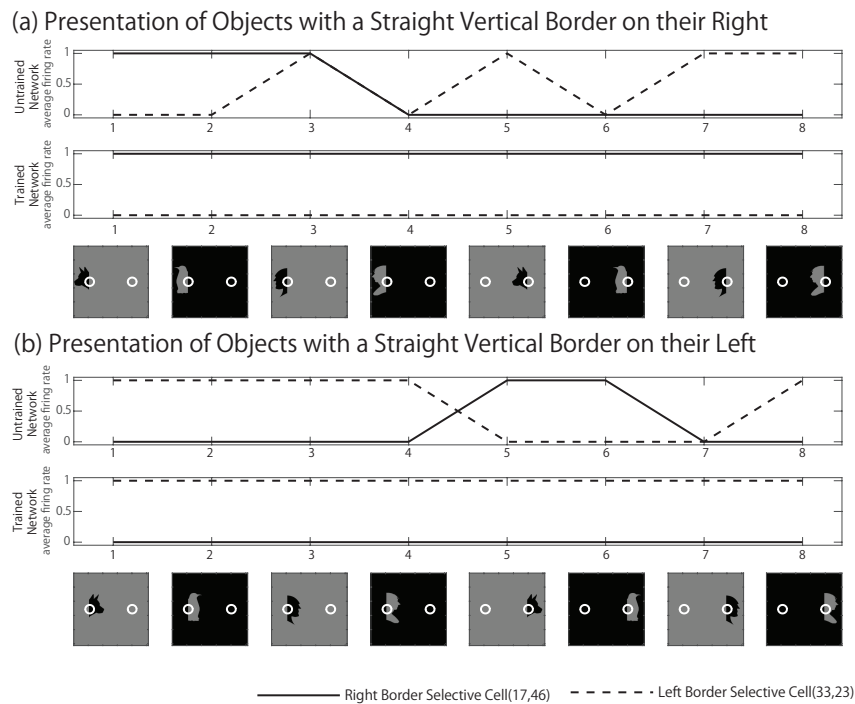 (a) Presentation of Objects with a Straight Vertical Border on their Right
Untrained
Network
average firing rate
1
0.5
0
1 2 3 4 5 6 7 8
Trained
Network
average firing rate
1
0.5
0
1 2 3 4 5 6 7 8
(b) Presentation of Objects with a Straight Vertical Border on their Left
Untrained
Network
average firing rate
1
0.5
0
1 2 3 4 5 6 7 8
Trained
Network
average firing rate
1
0.5
0
1 2 3 4 5 6 7 8
Right Border Selective Cell(17,46) Left Border Selective Cell(33,23)